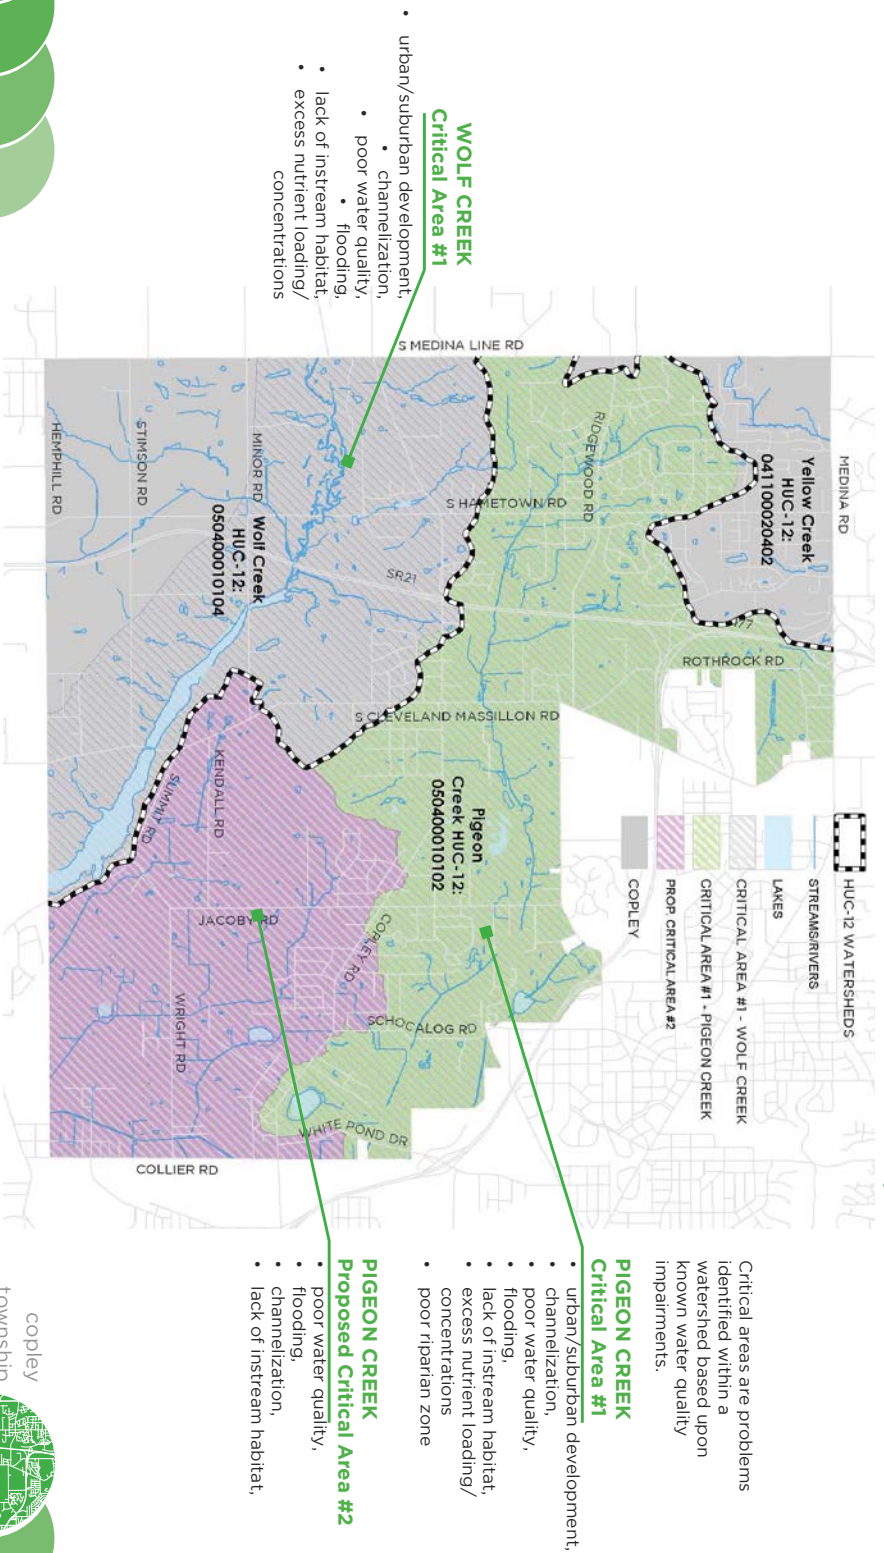 WOLF CREEK
Critical Area #1
• urban/suburban development,
• channelization,
• poor water quality,
• flooding,
• lack of instream habitat,
• excess nutrient loading/
concentrations
Critical areas are problems
identified within a
watershed based upon
known water quality
impairments.
PIGEON CREEK
Critical Area #1
• urban/suburban development,
• channelization,
• poor water quality,
• flooding,
• lack of instream habitat,
• excess nutrient loading/
concentrations
• poor riparian zone
PIGEON CREEK
Proposed Critical Area #2
• poor water quality,
• flooding,
• channelization,
• lack of instream habitat,
HUC-12 WATERSHEDS
STREAMS/RIVERS
LAKES
CRITICAL AREA #1 - WOLF CREEK
CRITICAL AREA #1 - PIGEON CREEK
PROP. CRITICAL AREA #2
COPLEY
MEDINA RD
Yellow Creek
HUC-12:
041100020402
I77
ROTHROCK RD
RIDGEWOOD RD
S MEDINA LINE RD
S HAMETOWN RD
SR21
S CLEVELAND MASSILLON RD
Pigeon
Creek HUC-12:
050400010102
Wolf Creek
HUC-12:
050400010104
MINOR RD
STIMSON RD
HEMPHILL RD
KENDALL RD
SUMMIT RD
JACOBY RD
COPLEY RD
SCHOCALOG RD
WRIGHT RD
WHITE POND DR
COLLIER RD
copley
township